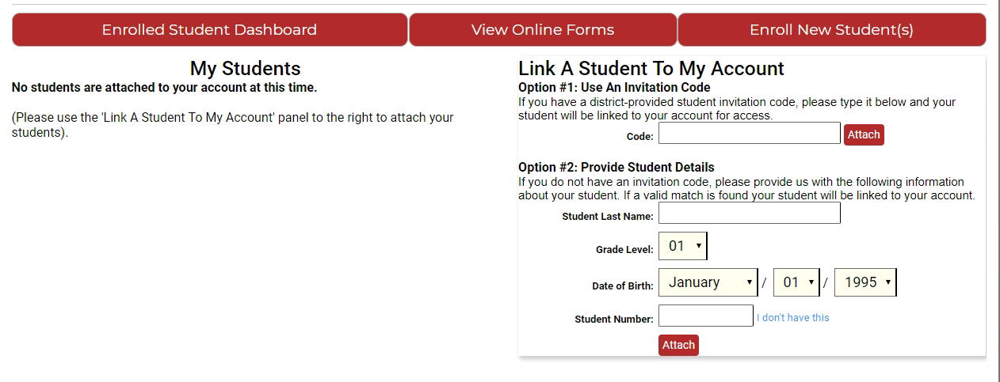 Enrolled Student Dashboard
View Online Forms
Enroll New Student(s)
My Students
No students are attached to your account at this time.
(Please use the 'Link A Student To My Account' panel to the right to attach your
students).
Link A Student To My Account
Option #1: Use An Invitation Code
If you have a district-provided student invitation code, please type it below and your
student will be linked to your account for access.
Code:
Attach
Option #2: Provide Student Details
If you do not have an invitation code, please provide us with the following information
about your student. If a valid match is found your student will be linked to your account.
Student Last Name:
Grade Level: 01
Date of Birth: January / 01 / 1995
Student Number: I don't have this
Attach